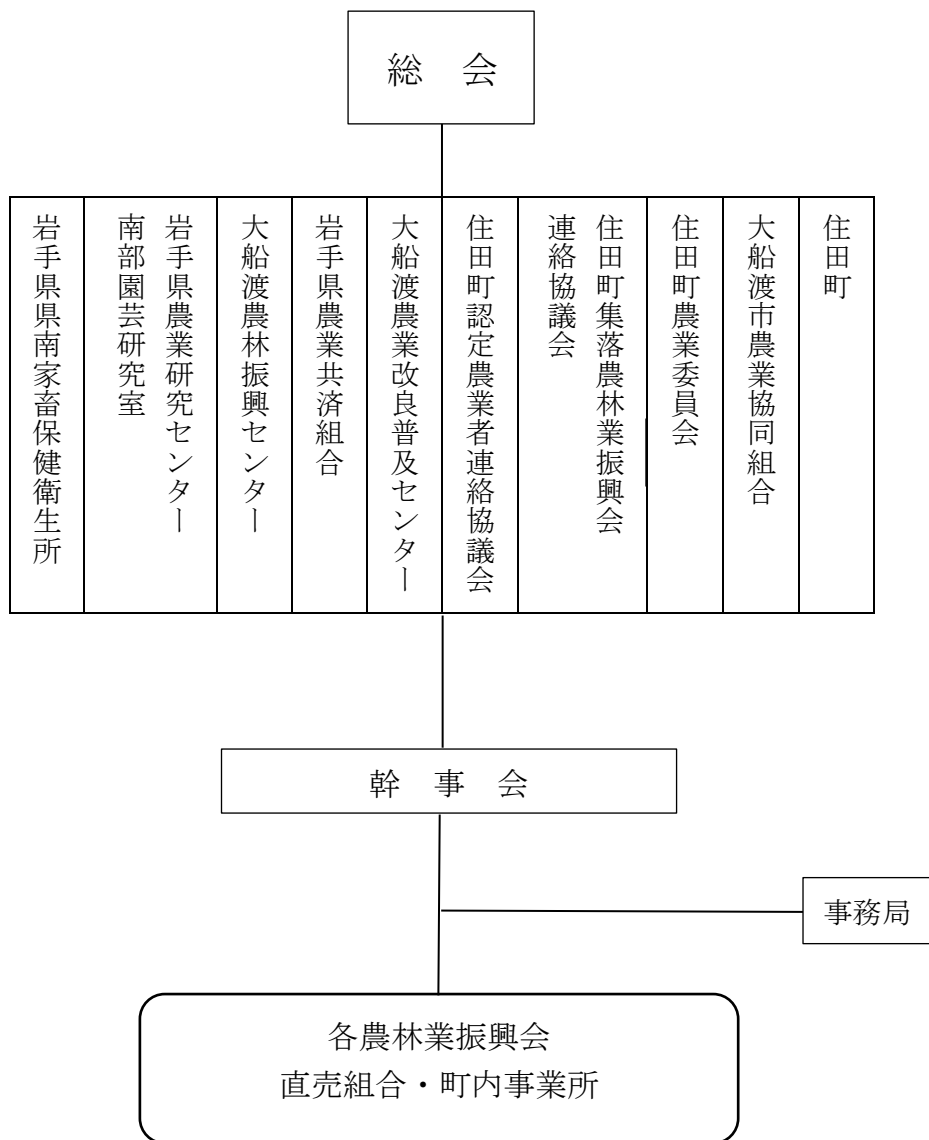 総　会
住田町
大船渡市農業協同組合
住田町農業委員会
住田町集落農林業振興会
連絡協議会
住田町認定農業者連絡協議会
大船渡農業改良普及センター
岩手県農業共済組合
大船渡農林振興センター
岩手県農業研究センター
南部園芸研究室
岩手県県南家畜保健衛生所
幹　事　会
事務局
各農林業振興会
直売組合・町内事業所